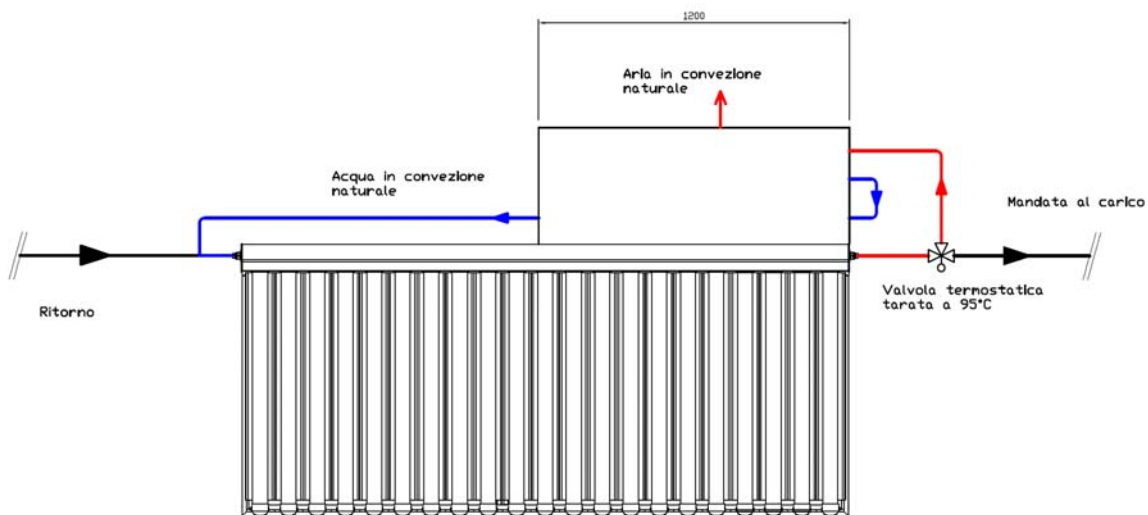 1200
Aria in convezione
naturale
Acqua in convezione
naturale
Mandata al carico
Ritorno
Valvola termostatica
tarata a 95°C